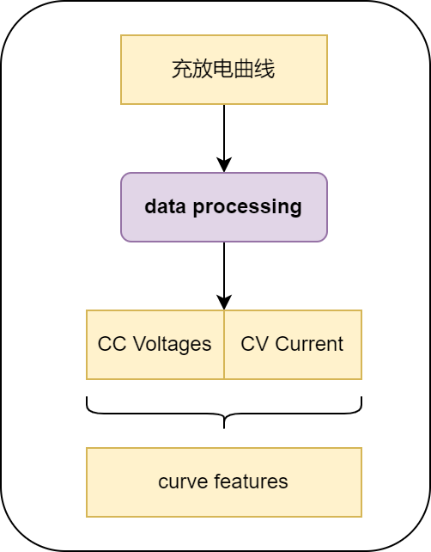 充放电曲线
data processing
CC Voltages
CV Current
curve features